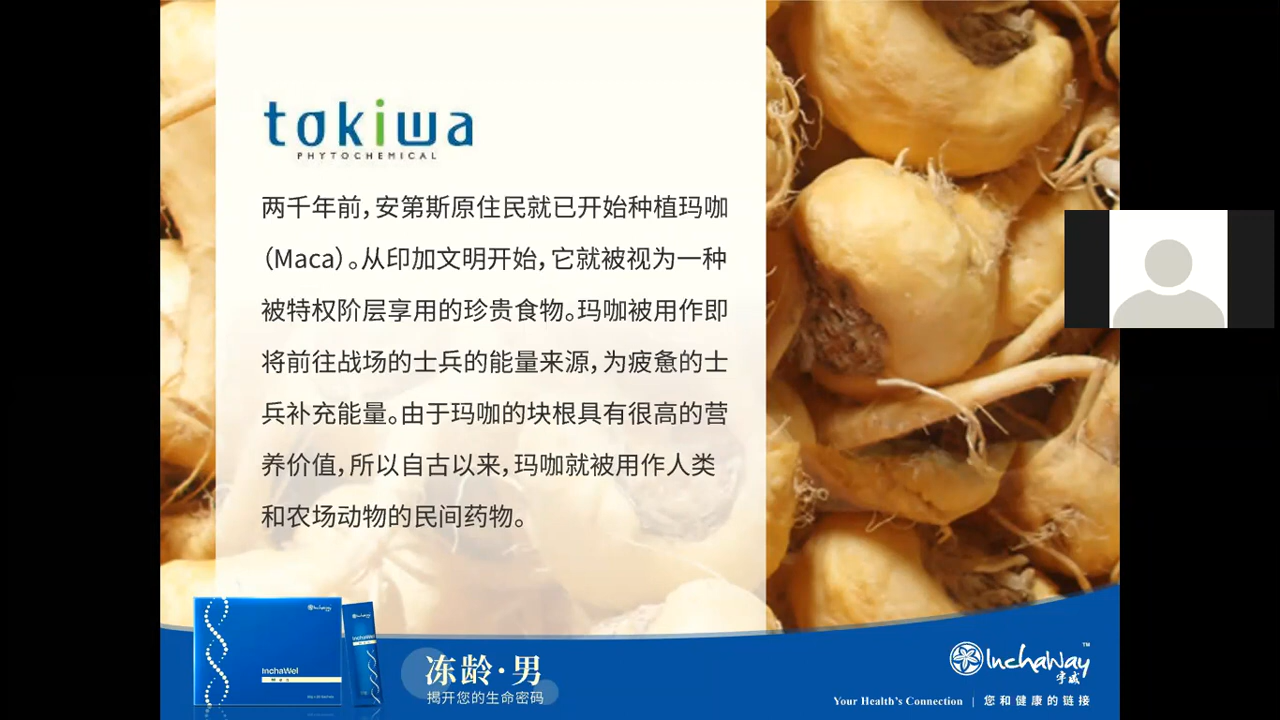 tokiwa
PHYTOCHEMICAL
两千年前，安第斯原住民就已开始种植玛咖
（Maca）。从印加文明开始，它就被视为一种
被特权阶层享用的珍贵食物。玛咖被用作即
将前往战场的士兵的能量来源，为疲惫的士
兵补充能量。由于玛咖的块根具有很高的营
养价值，所以自古以来，玛咖就被用作人类
和农场动物的民间药物。
InchaWay
InchaWel
InchaWel
冻龄·男
揭开您的生命密码
InchaWay™
宇威
Your Health's Connection | 您和健康的链接